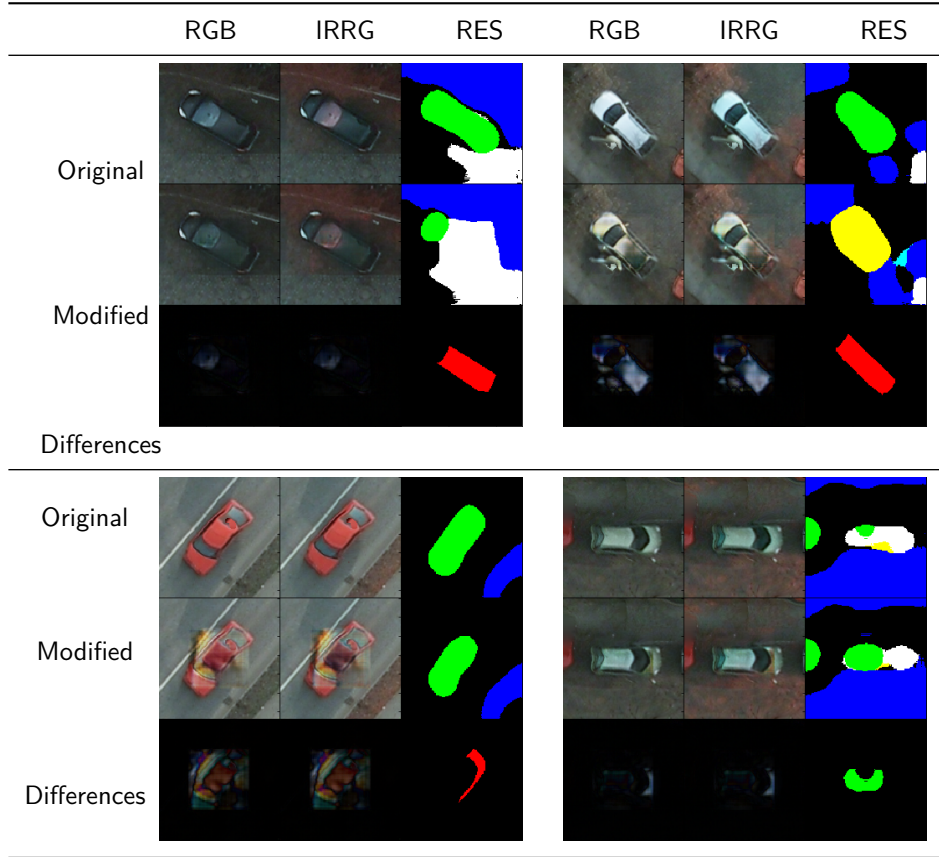 RGB IRRG RES RGB IRRG RES
Original
Modified
Differences
Original
Modified
Differences